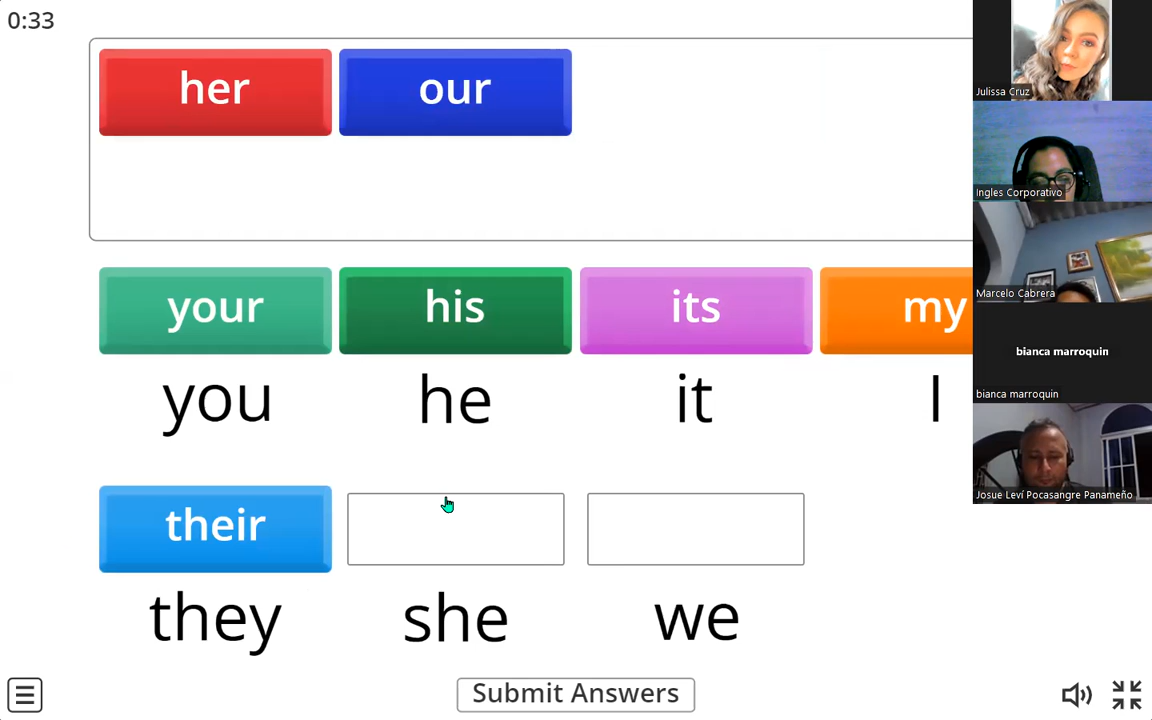 0:33
her our
your his its my
you he it I
their
they she we
Submit Answers
Julissa Cruz
Ingles Corporativo
Marcelo Cabrera
bianca marroquin
bianca marroquin
Josue Leví Pocasangre Panameño